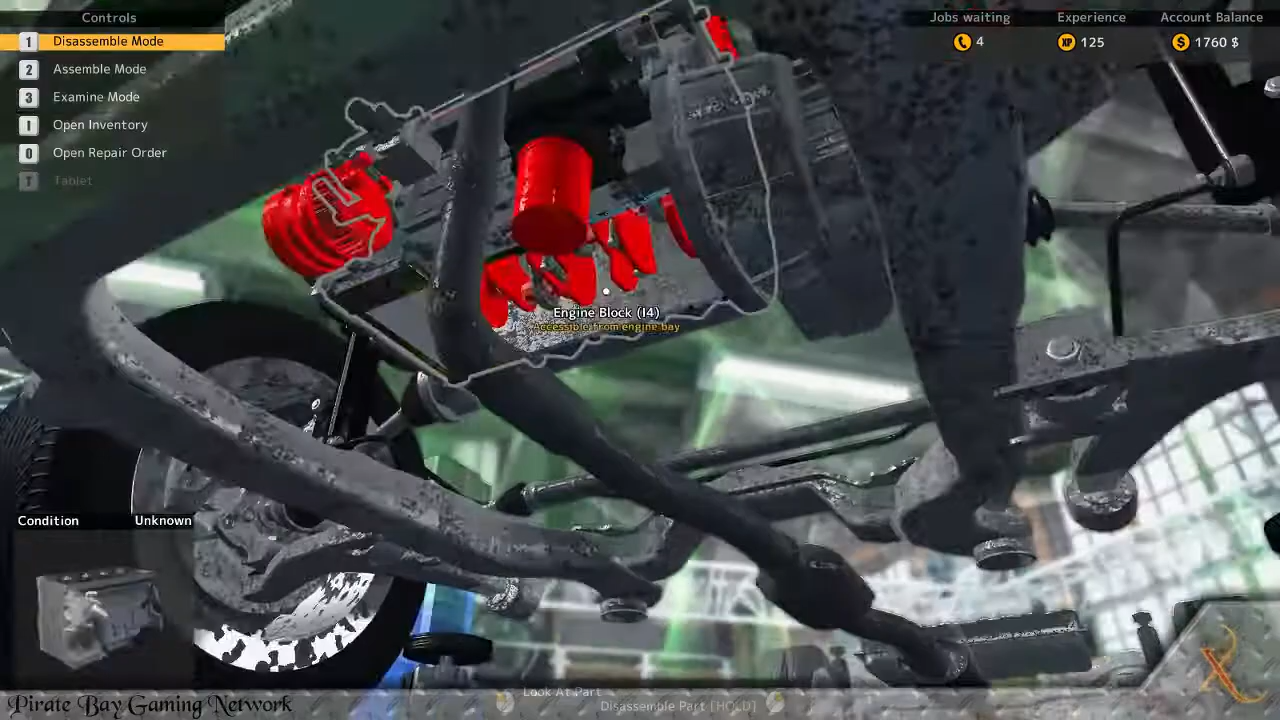 Controls
1 Disassemble Mode
2 Assemble Mode
3 Examine Mode
I Open Inventory
O Open Repair Order
T Tablet
Jobs waiting Experience Account Balance
4 XP 125 $ 1760 $
Engine Block (I4)
Accessible from engine bay
Condition Unknown
Look At Part
Disassemble Part [HOLD]
Pirate Bay Gaming Network